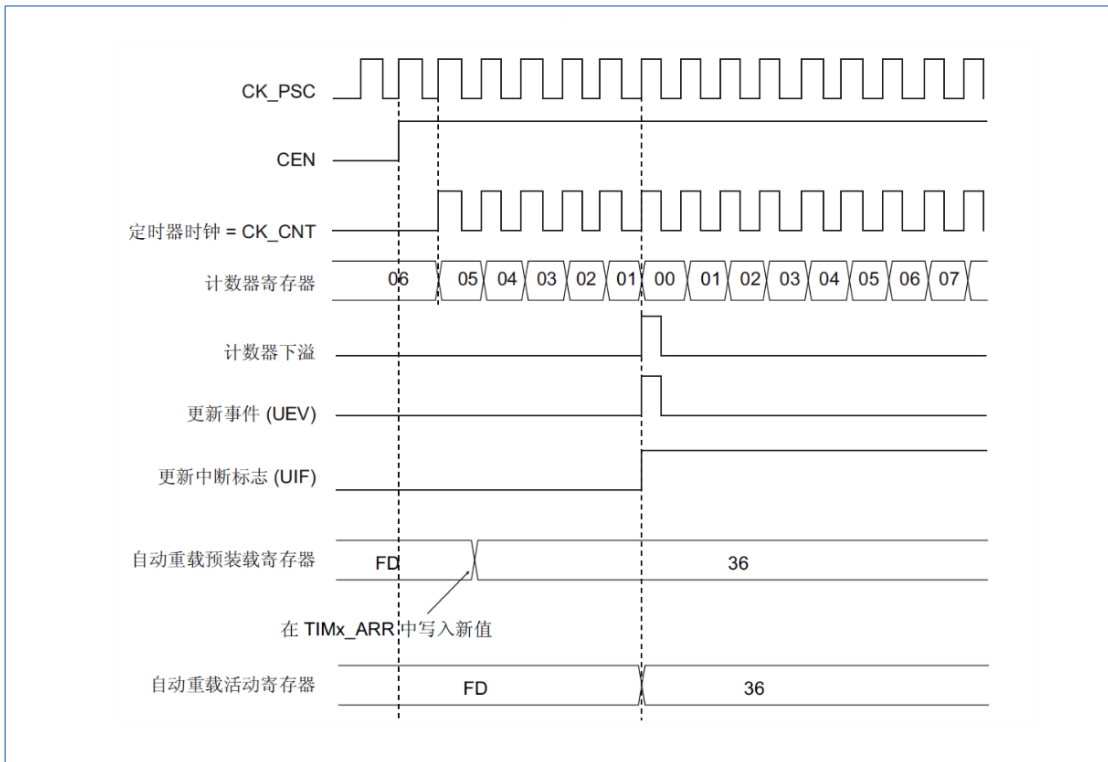 CK_PSC
CEN
定时器时钟 = CK_CNT
计数器寄存器 06 05 04 03 02 01 00 01 02 03 04 05 06 07
计数器下溢
更新事件 (UEV)
更新中断标志 (UIF)
自动重载预装载寄存器 FD 36
在 TIMx_ARR 中写入新值
自动重载活动寄存器 FD 36